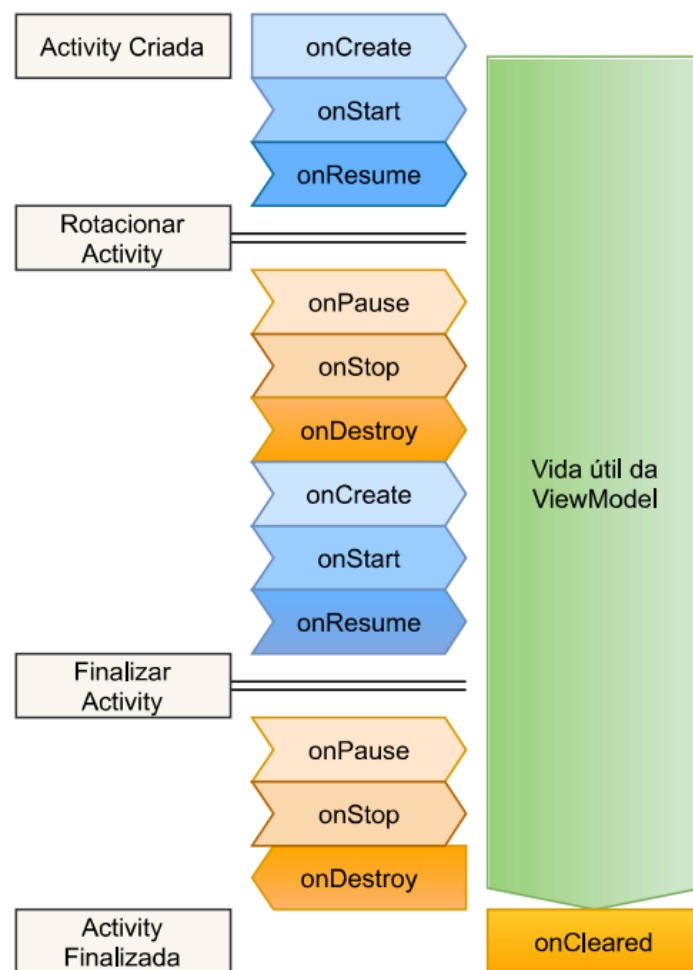 Activity Criada
onCreate
onStart
onResume
Rotacionar
Activity
onPause
onStop
onDestroy
onCreate
onStart
onResume
Vida útil da
ViewModel
Finalizar
Activity
onPause
onStop
onDestroy
Activity
Finalizada
onCleared